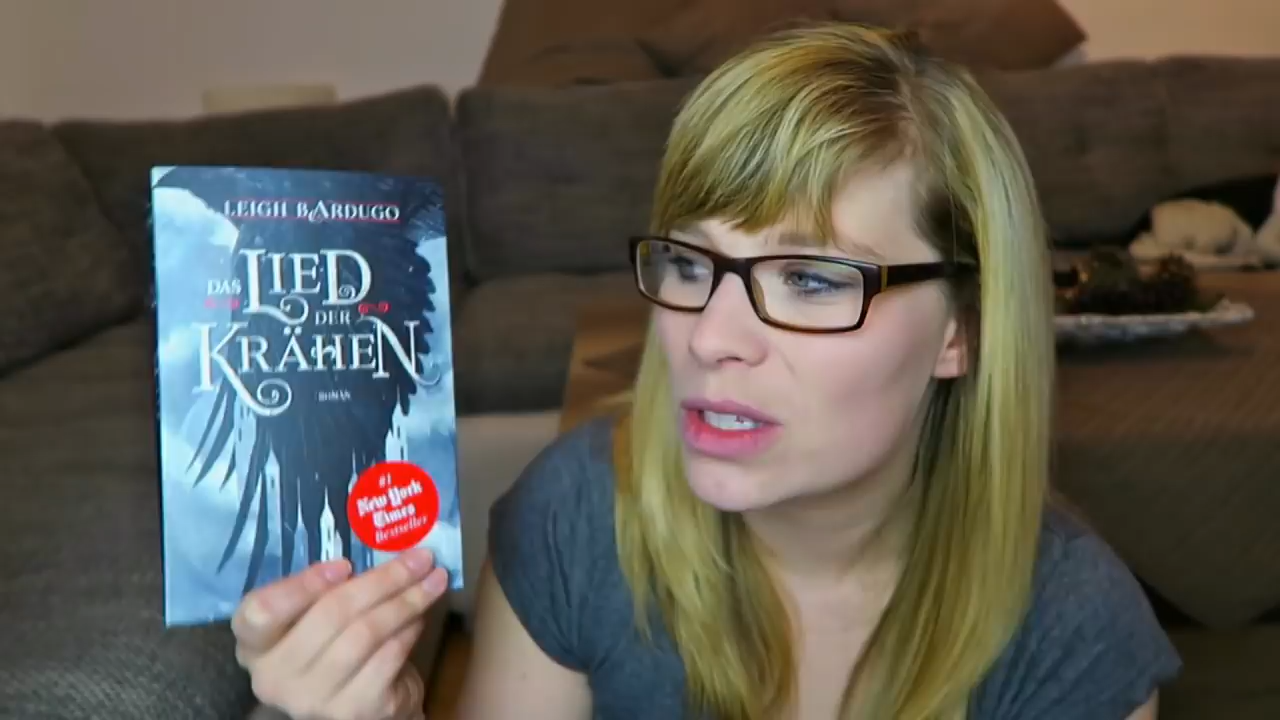 LEIGH BARDUGO
DAS LIED
DER
KRÄHEN
ROMAN
#1
New York
Times
Bestseller